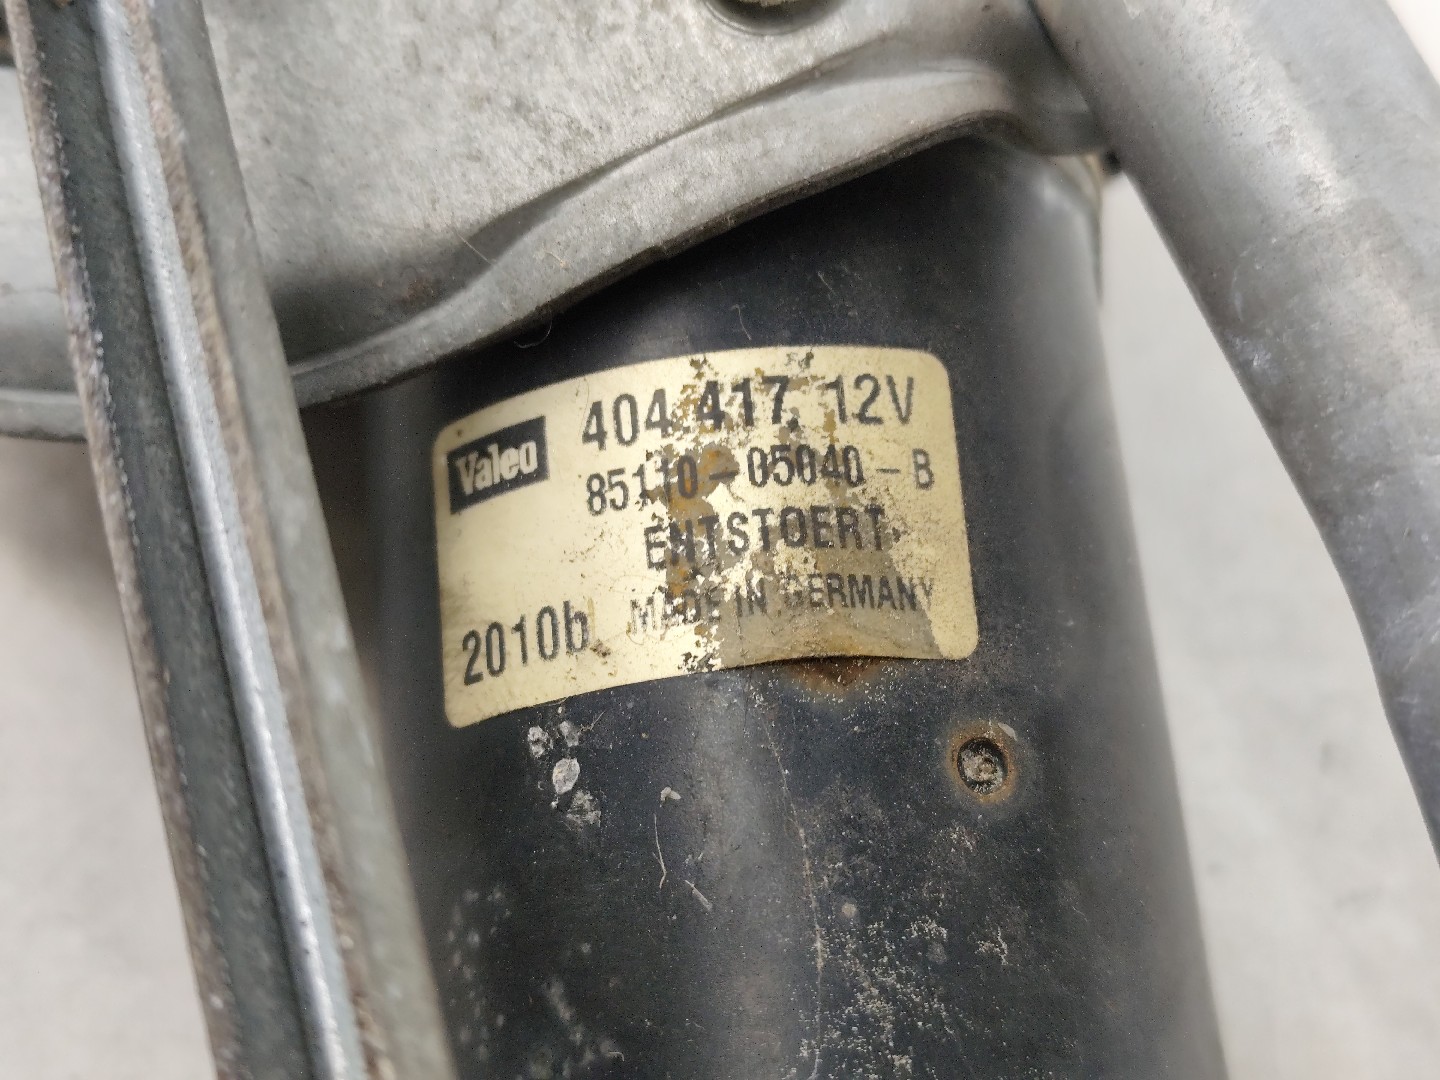 Valeo 404.417 12V
85110-05040-B
ENTSTOERT
2010b MADE IN GERMANY